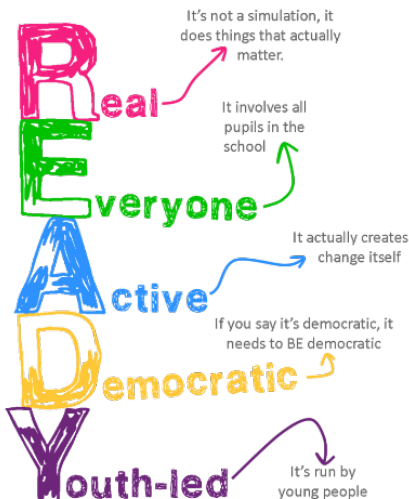 It's not a simulation, it
does things that actually
matter.
Real
It involves all
pupils in the
school
Everyone
It actually creates
change itself
Active
If you say it's democratic, it
needs to BE democratic
Democratic
It's run by
young people
Youth-led